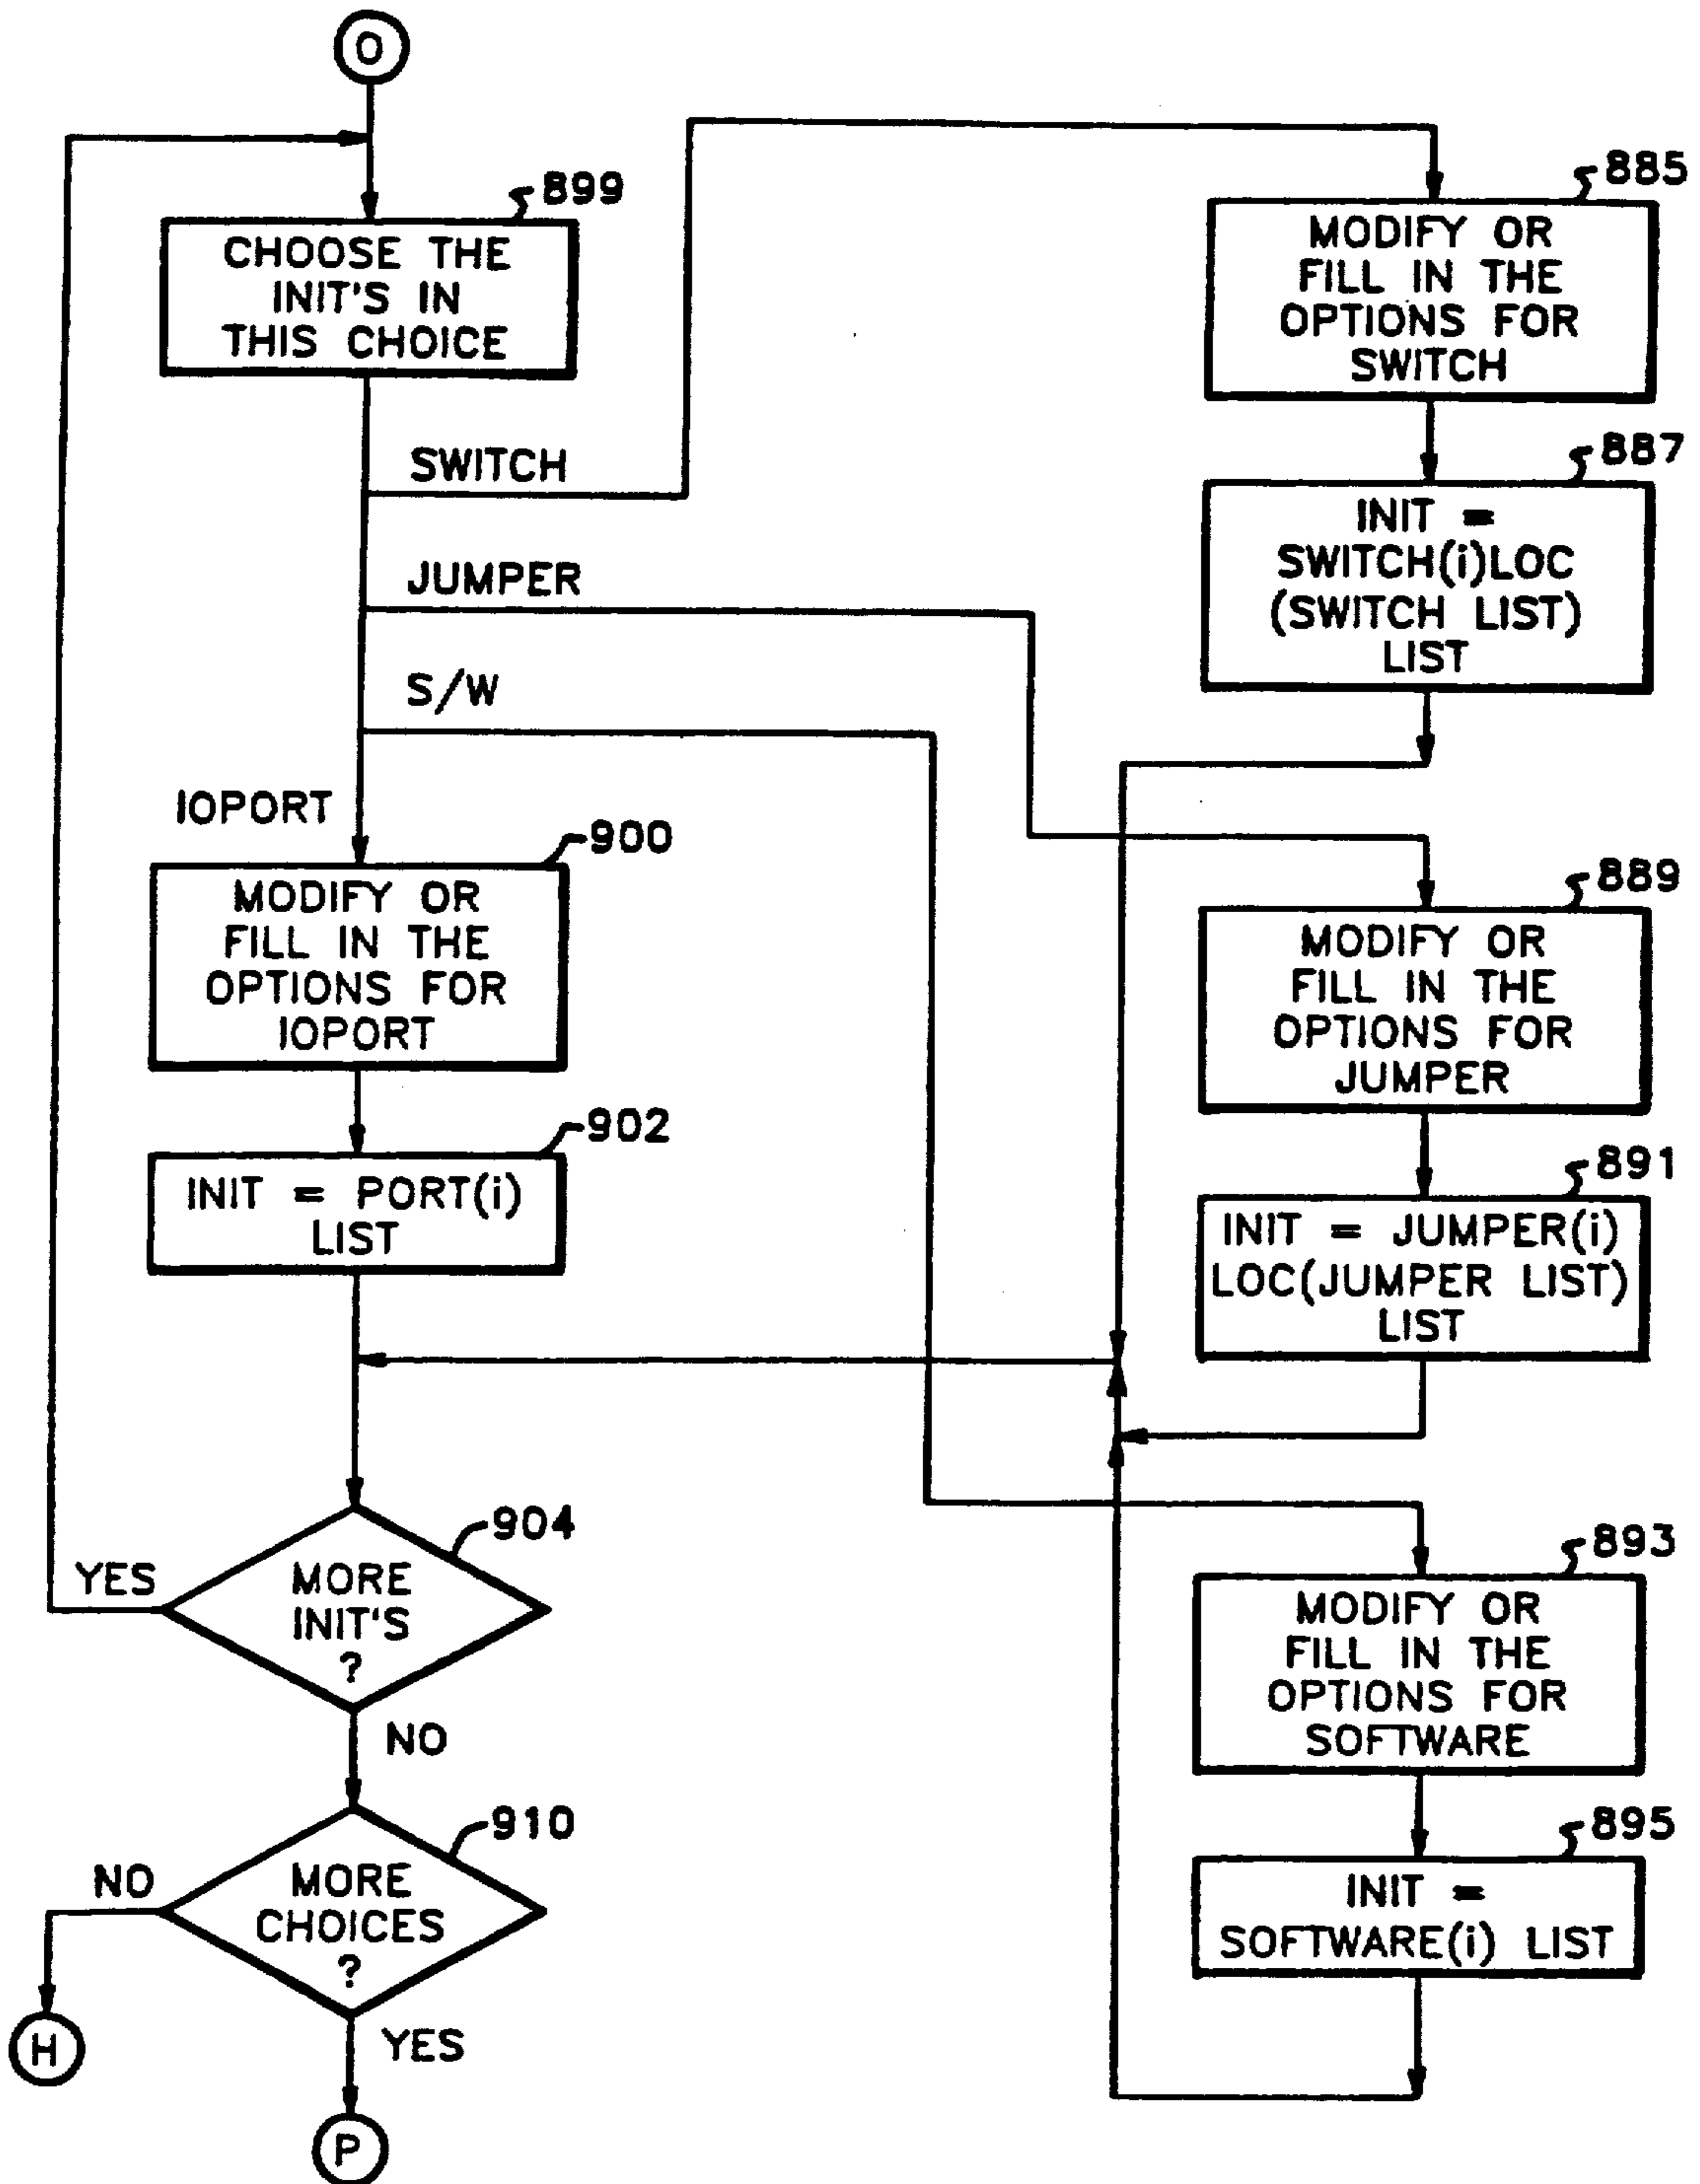 O
899
CHOOSE THE
INIT'S IN
THIS CHOICE
SWITCH
JUMPER
S/W
IOPORT
900
MODIFY OR
FILL IN THE
OPTIONS FOR
IOPORT
902
INIT = PORT(i)
LIST
904
MORE
INIT'S
?
YES
NO
910
MORE
CHOICES
?
NO
YES
H
P
885
MODIFY OR
FILL IN THE
OPTIONS FOR
SWITCH
887
INIT =
SWITCH(i)LOC
(SWITCH LIST)
LIST
889
MODIFY OR
FILL IN THE
OPTIONS FOR
JUMPER
891
INIT = JUMPER(i)
LOC(JUMPER LIST)
LIST
893
MODIFY OR
FILL IN THE
OPTIONS FOR
SOFTWARE
895
INIT =
SOFTWARE(i) LIST